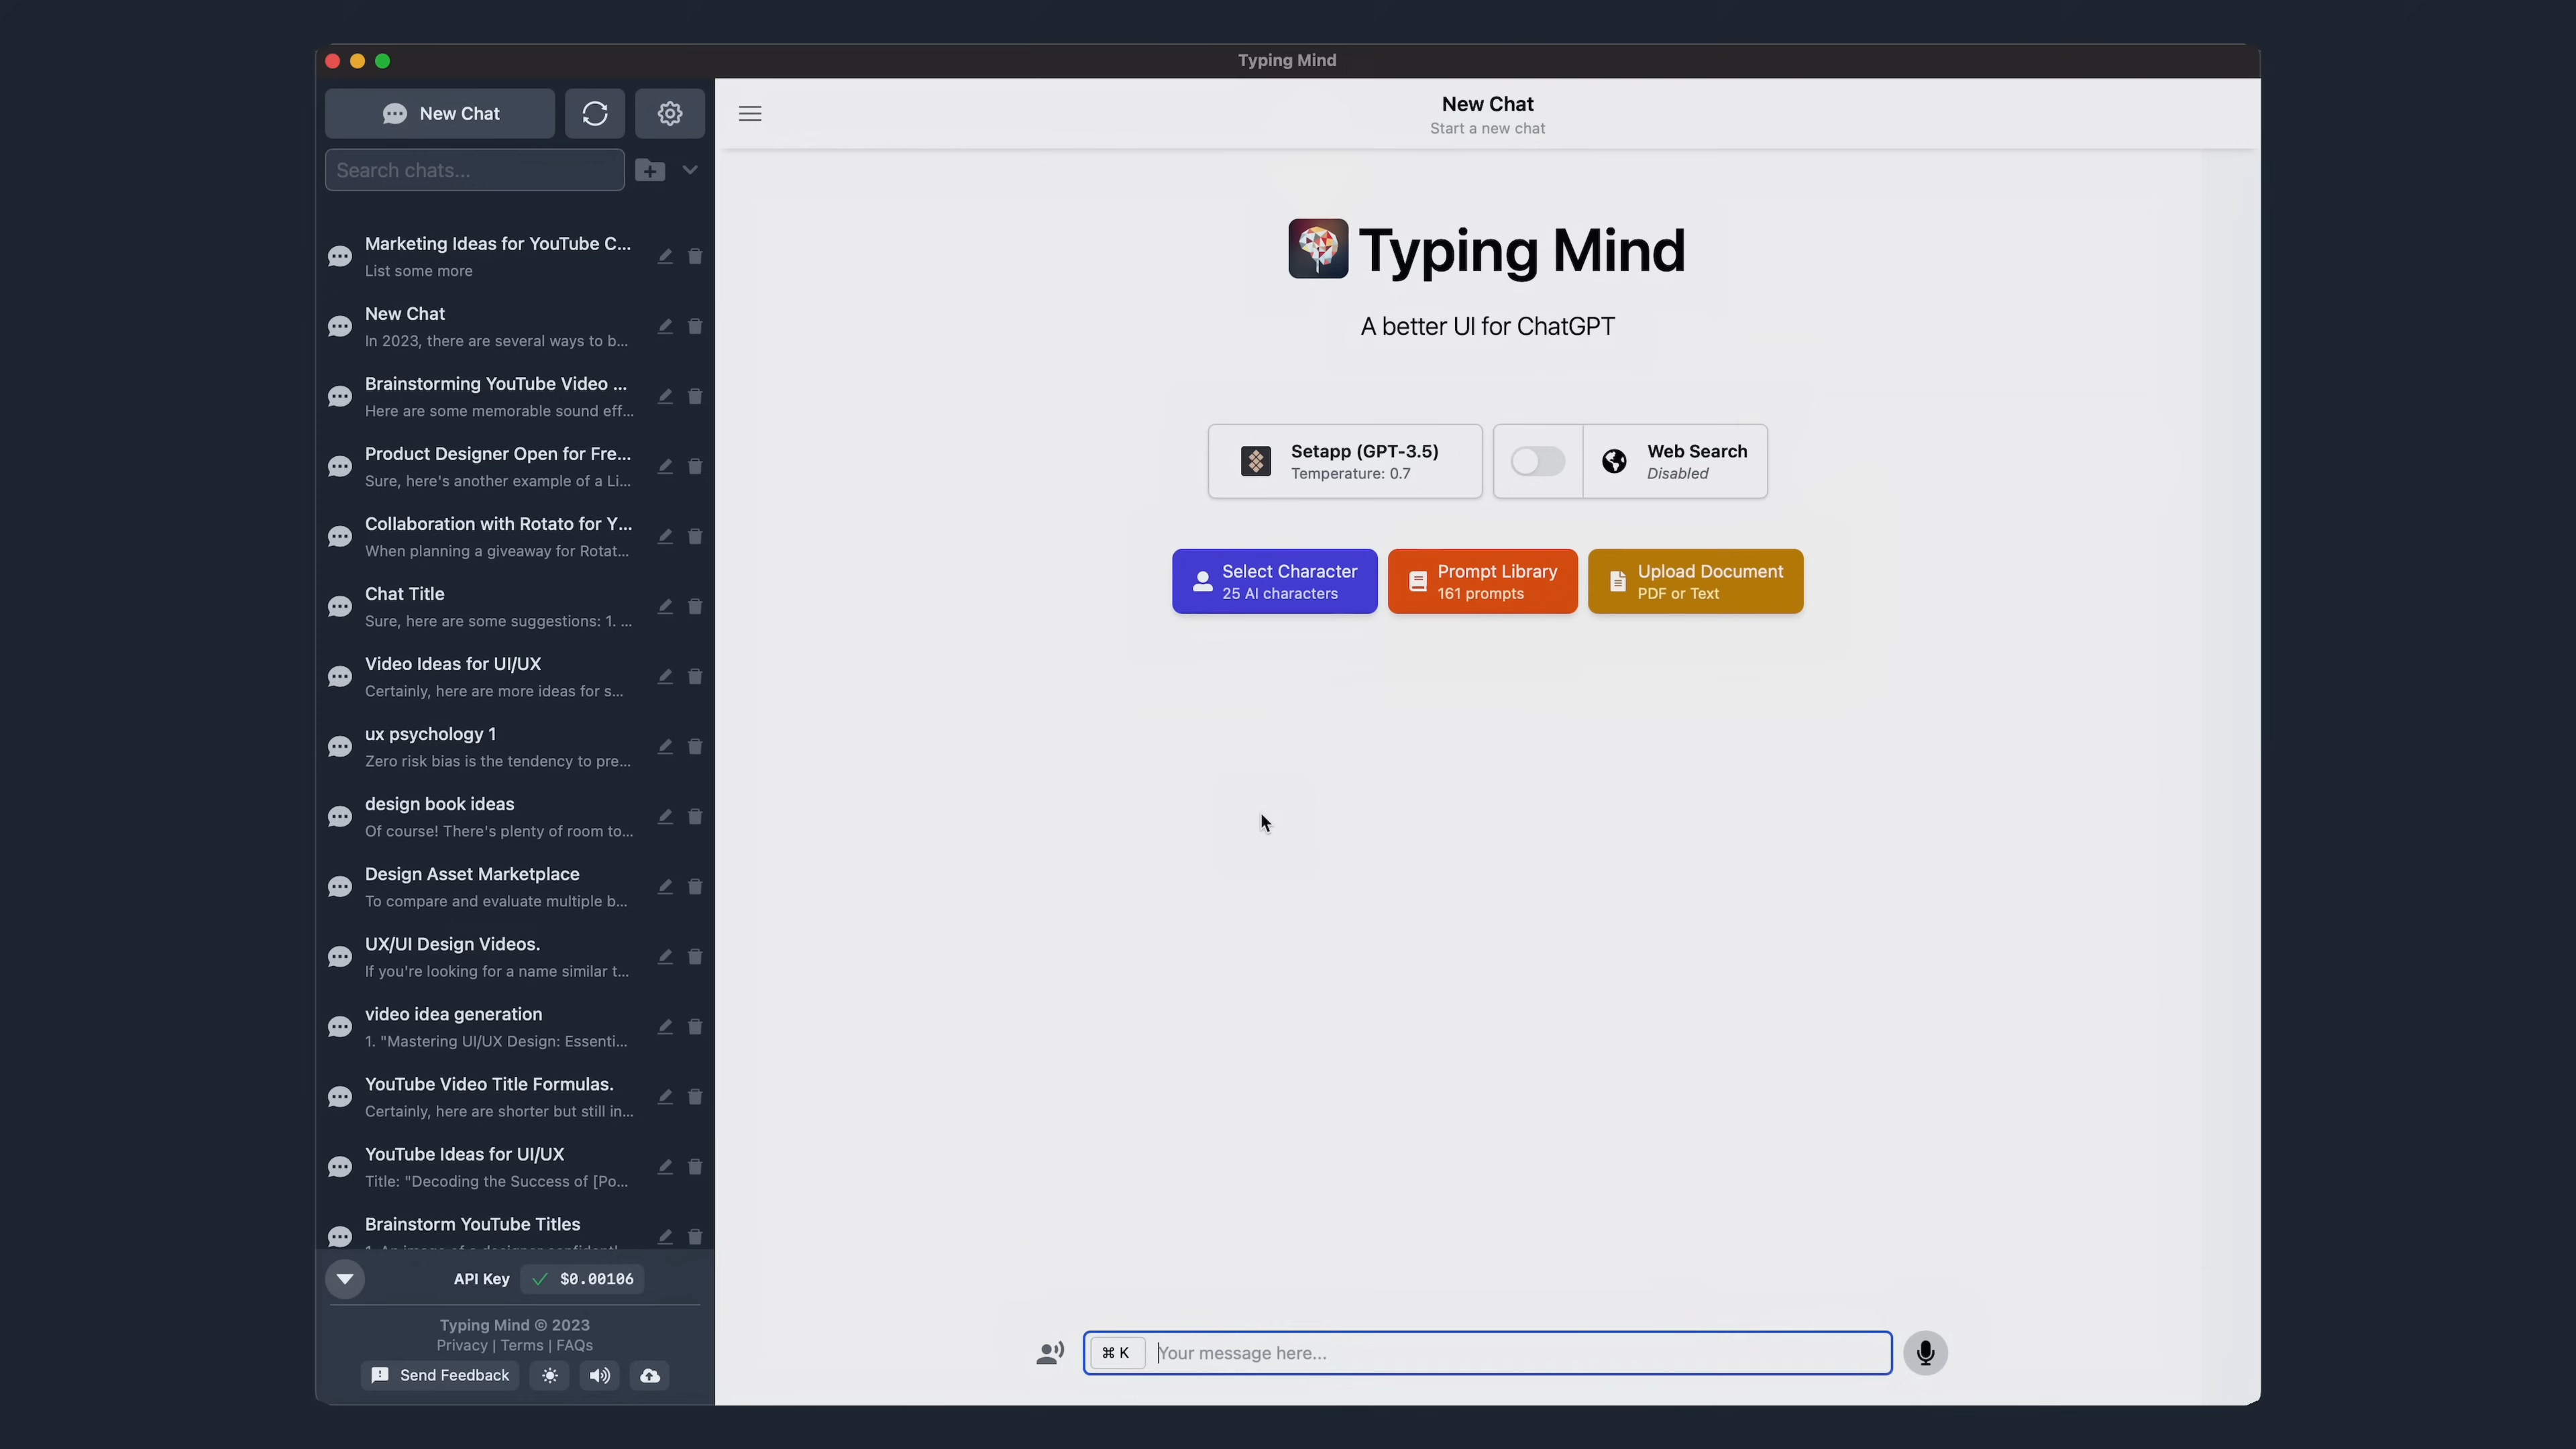 Typing Mind
New Chat
Search chats...
Marketing Ideas for YouTube C...
List some more
New Chat
In 2023, there are several ways to b...
Brainstorming YouTube Video ...
Here are some memorable sound eff...
Product Designer Open for Fre...
Sure, here's another example of a Li...
Collaboration with Rotato for Y...
When planning a giveaway for Rotat...
Chat Title
Sure, here are some suggestions: 1. ...
Video Ideas for UI/UX
Certainly, here are more ideas for s...
ux psychology 1
Zero risk bias is the tendency to pre...
design book ideas
Of course! There's plenty of room to...
Design Asset Marketplace
To compare and evaluate multiple b...
UX/UI Design Videos.
If you're looking for a name similar t...
video idea generation
1. "Mastering UI/UX Design: Essenti...
YouTube Video Title Formulas.
Certainly, here are shorter but still in...
YouTube Ideas for UI/UX
Title: "Decoding the Success of [Po...
Brainstorm YouTube Titles
API Key $0.00106
Typing Mind © 2023
Privacy | Terms | FAQs
Send Feedback
New Chat
Start a new chat
Typing Mind
A better UI for ChatGPT
Setapp (GPT-3.5)
Temperature: 0.7
Web Search
Disabled
Select Character
25 AI characters
Prompt Library
161 prompts
Upload Document
PDF or Text
⌘ K Your message here...